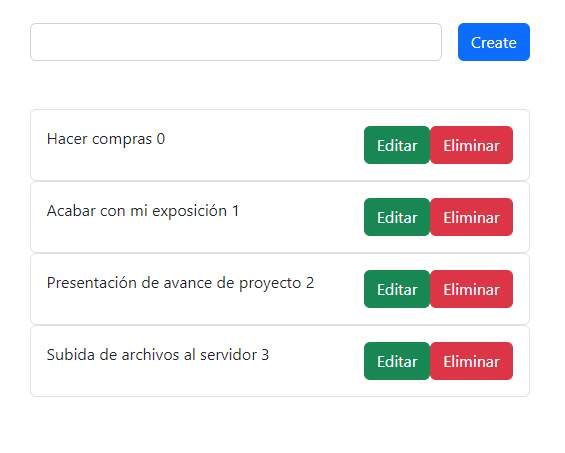 Create
Hacer compras 0 Editar Eliminar
Acabar con mi exposición 1 Editar Eliminar
Presentación de avance de proyecto 2 Editar Eliminar
Subida de archivos al servidor 3 Editar Eliminar